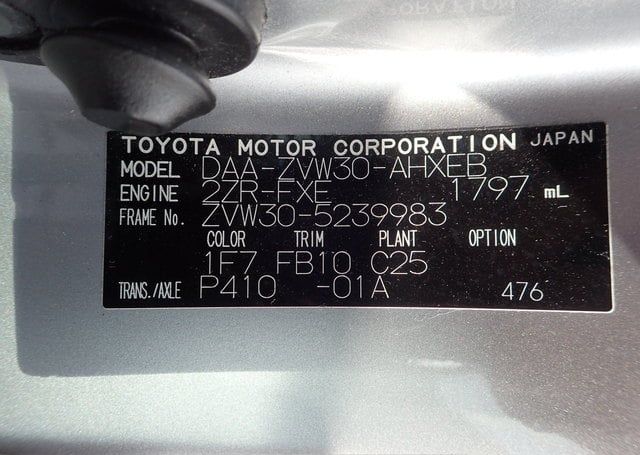 TOYOTA MOTOR CORPORATION JAPAN
MODEL DAA-ZVW30-AHXEB
ENGINE 2ZR-FXE 1797 mL
FRAME No. ZVW30-5239983
COLOR TRIM PLANT OPTION
1F7 FB10 C25
TRANS./AXLE P410 -01A 476